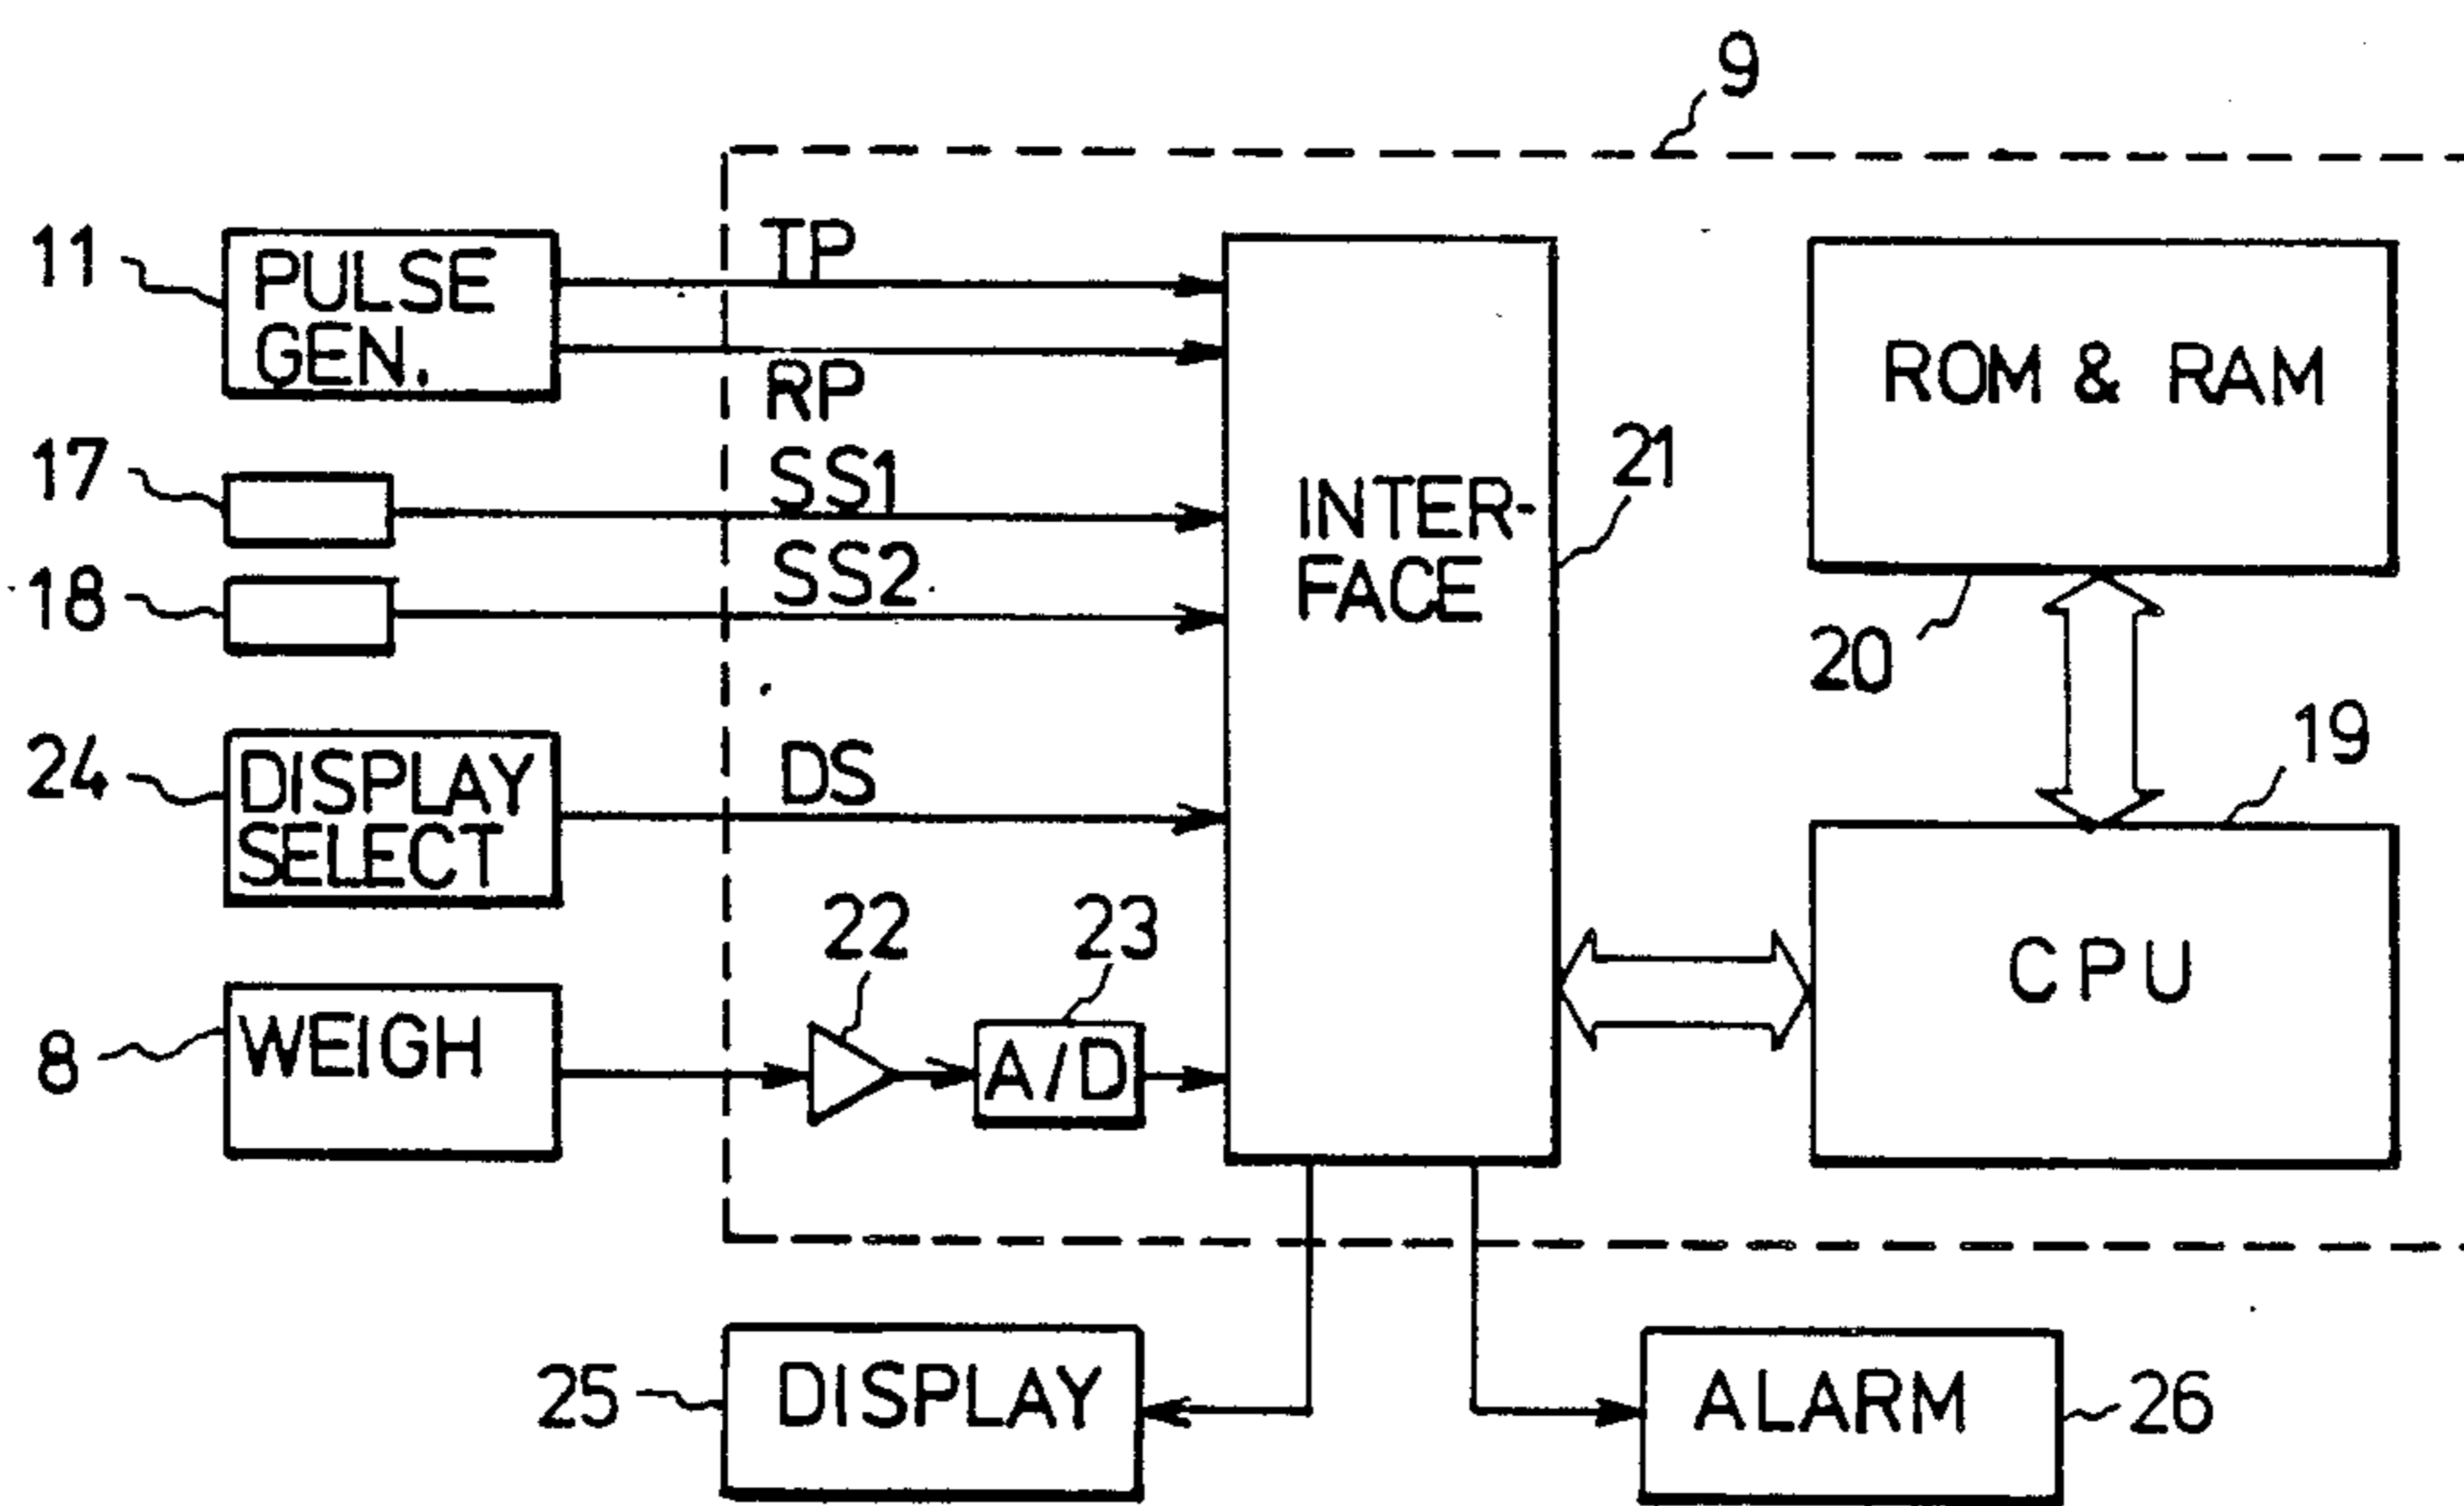 9
11
PULSE
GEN.
TP
RP
17
SS1
18
SS2
24
DISPLAY
SELECT
DS
8
WEIGH
22
23
A/D
INTER-
FACE
21
ROM & RAM
20
19
CPU
25
DISPLAY
ALARM
26